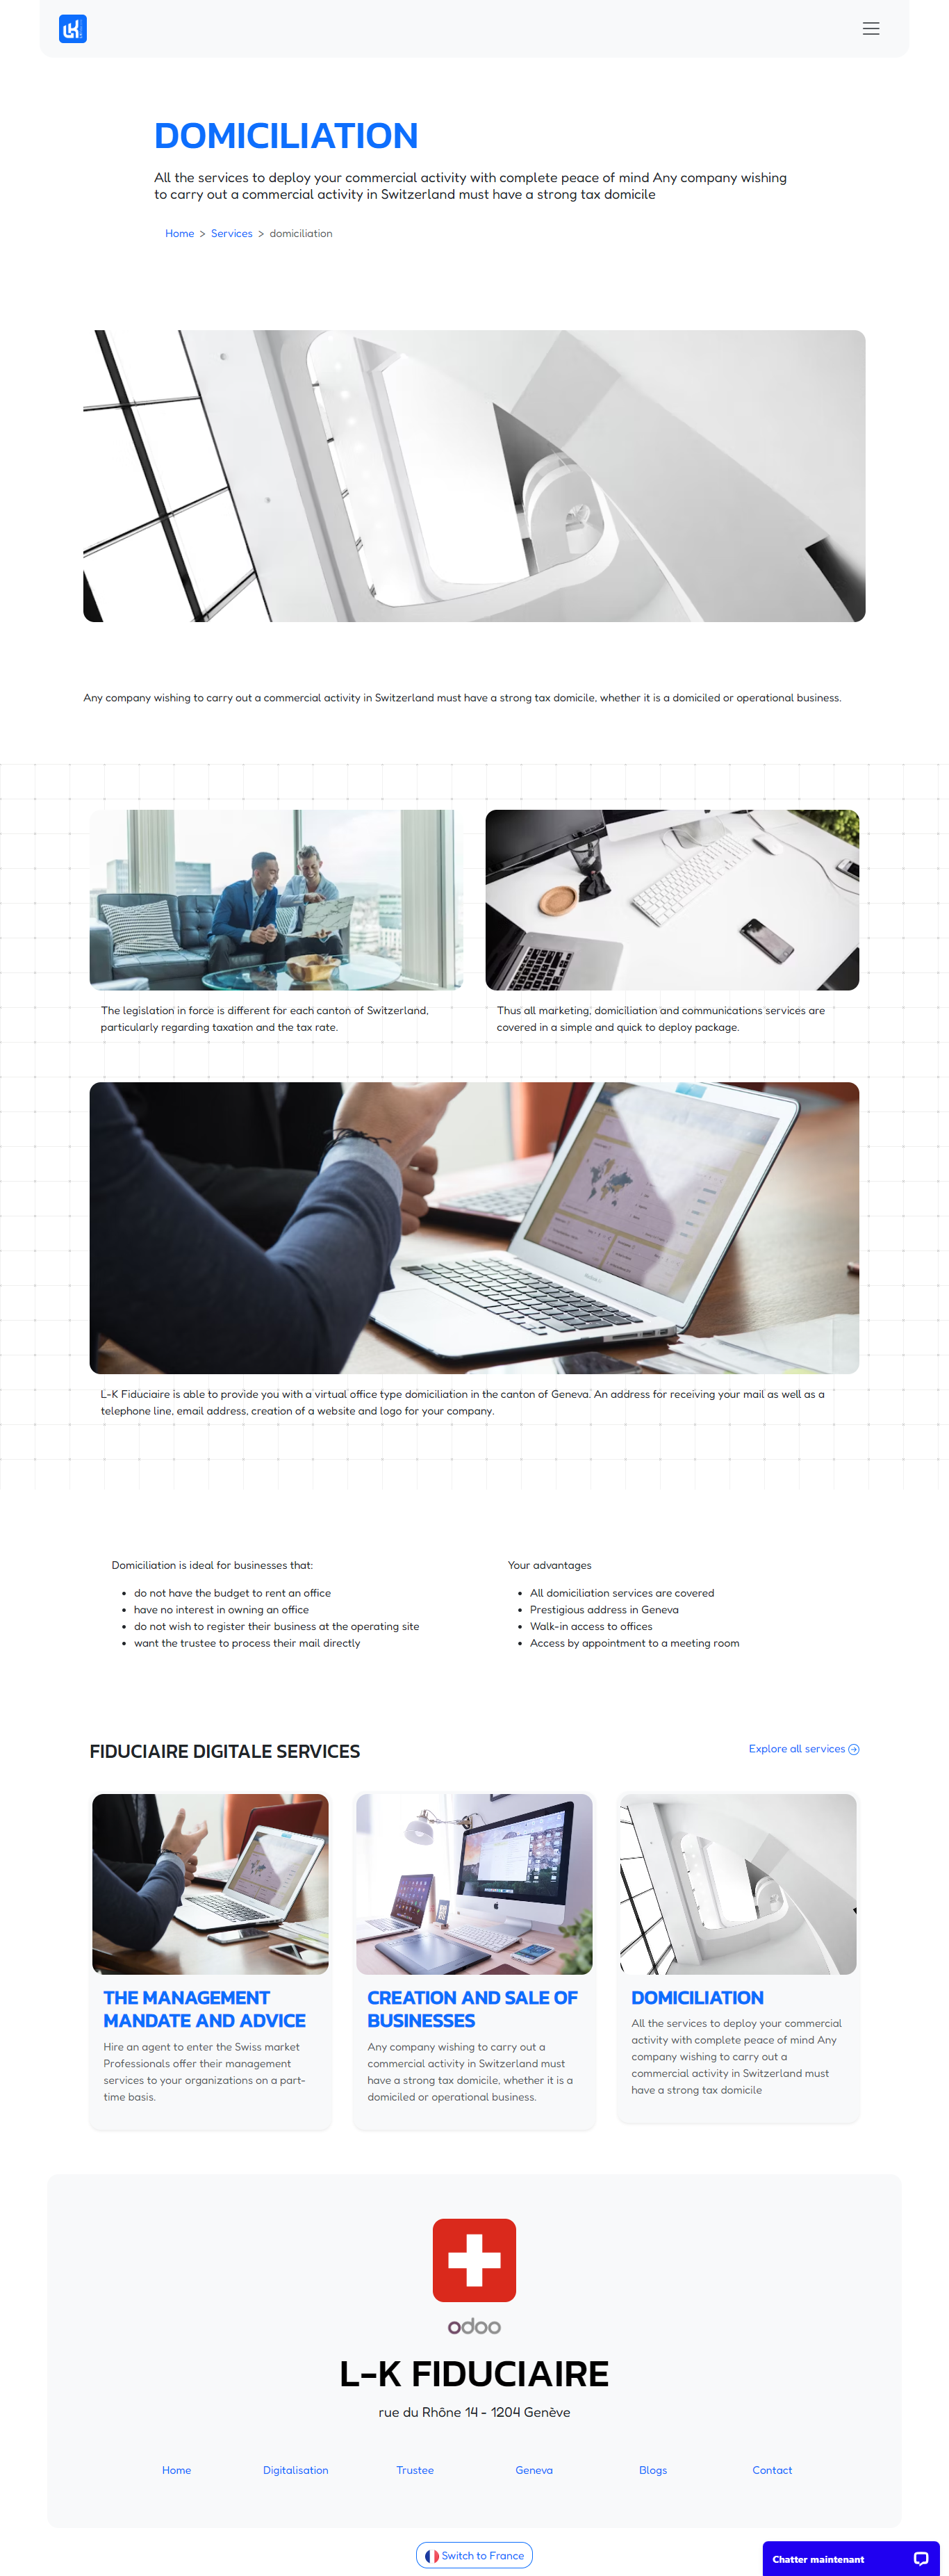 LK
DOMICILIATION
All the services to deploy your commercial activity with complete peace of mind Any company wishing
to carry out a commercial activity in Switzerland must have a strong tax domicile
Home > Services > domiciliation
Any company wishing to carry out a commercial activity in Switzerland must have a strong tax domicile, whether it is a domiciled or operational business.
The legislation in force is different for each canton of Switzerland,
particularly regarding taxation and the tax rate.
Thus all marketing, domiciliation and communications services are
covered in a simple and quick to deploy package.
L-K Fiduciaire is able to provide you with a virtual office type domiciliation in the canton of Geneva. An address for receiving your mail as well as a
telephone line, email address, creation of a website and logo for your company.
Domiciliation is ideal for businesses that:
• do not have the budget to rent an office
• have no interest in owning an office
• do not wish to register their business at the operating site
• want the trustee to process their mail directly
Your advantages
• All domiciliation services are covered
• Prestigious address in Geneva
• Walk-in access to offices
• Access by appointment to a meeting room
FIDUCIAIRE DIGITALE SERVICES
Explore all services
THE MANAGEMENT
MANDATE AND ADVICE
Hire an agent to enter the Swiss market
Professionals offer their management
services to your organizations on a part-
time basis.
CREATION AND SALE OF
BUSINESSES
Any company wishing to carry out a
commercial activity in Switzerland must
have a strong tax domicile, whether it is a
domiciled or operational business.
DOMICILIATION
All the services to deploy your commercial
activity with complete peace of mind Any
company wishing to carry out a
commercial activity in Switzerland must
have a strong tax domicile
odoo
L-K FIDUCIAIRE
rue du Rhône 14 - 1204 Genève
Home Digitalisation Trustee Geneva Blogs Contact
Switch to France
Chatter maintenant